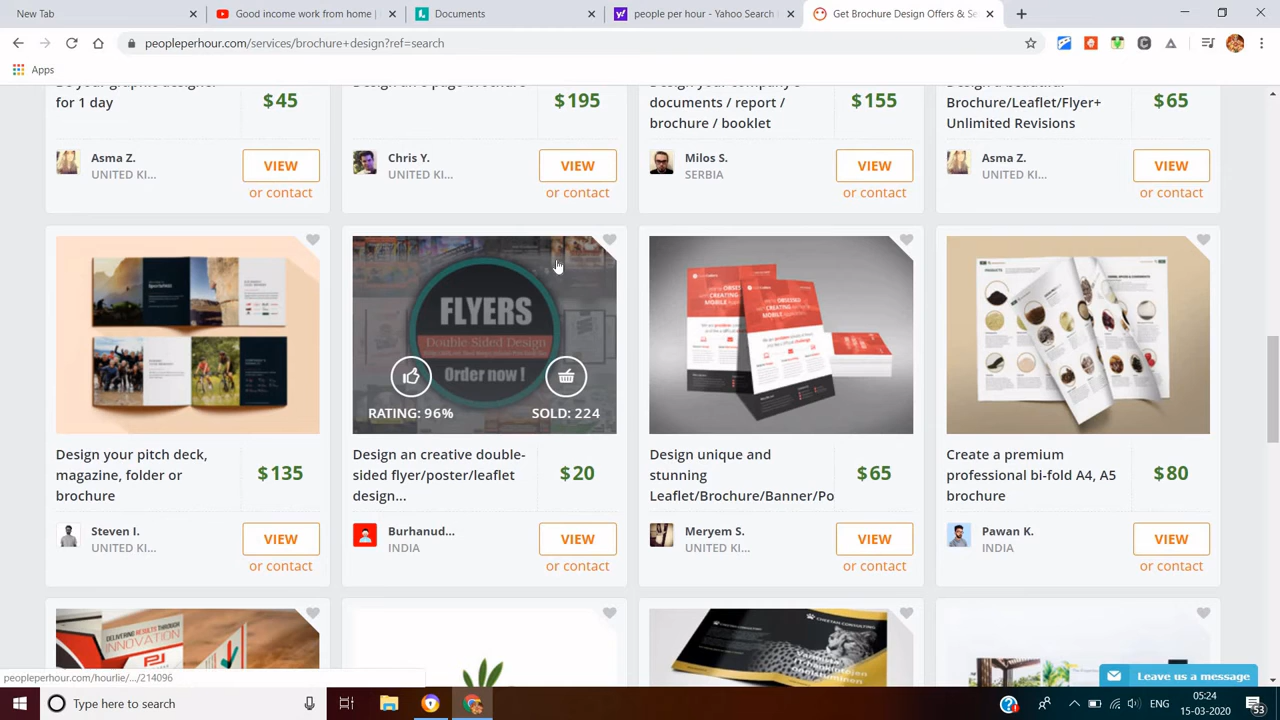 New Tab
Good income work from home |
Documents
people per hour - Yahoo Search
Get Brochure Design Offers & Se
peopleperhour.com/services/brochure+design?ref=search
Apps
for 1 day
$45
$195
documents / report /
brochure / booklet
$155
Brochure/Leaflet/Flyer+
Unlimited Revisions
$65
Asma Z.
UNITED KI...
VIEW
or contact
Chris Y.
UNITED KI...
VIEW
or contact
Milos S.
SERBIA
VIEW
or contact
Asma Z.
UNITED KI...
VIEW
or contact
FLYERS
Double Sided Design
Order now !
RATING: 96%
SOLD: 224
Design your pitch deck,
magazine, folder or
brochure
$135
Design an creative double-
sided flyer/poster/leaflet
design...
$20
Design unique and
stunning
Leaflet/Brochure/Banner/Po
$65
Create a premium
professional bi-fold A4, A5
brochure
$80
Steven I.
UNITED KI...
VIEW
or contact
Burhanud...
INDIA
VIEW
or contact
Meryem S.
UNITED KI...
VIEW
or contact
Pawan K.
INDIA
VIEW
or contact
DELIVERING RESULTS THROUGH
INNOVATION
CHEETAH CONSULTING
Leave us a message
peopleperhour.com/hourlie/.../214096
Type here to search
ENG
05:24
15-03-2020
53